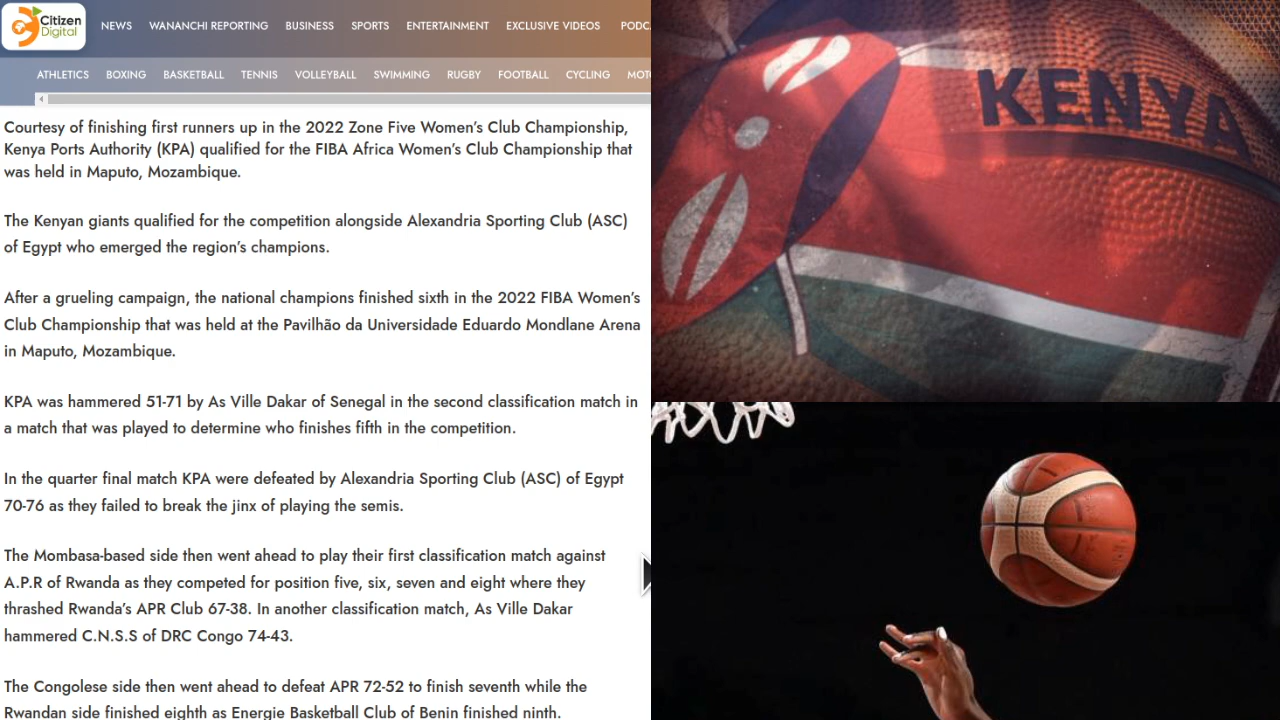 Citizen
Digital
NEWS WANANCHI REPORTING BUSINESS SPORTS ENTERTAINMENT EXCLUSIVE VIDEOS PODC
ATHLETICS BOXING BASKETBALL TENNIS VOLLEYBALL SWIMMING RUGBY FOOTBALL CYCLING MOTO
Courtesy of finishing first runners up in the 2022 Zone Five Women's Club Championship,
Kenya Ports Authority (KPA) qualified for the FIBA Africa Women's Club Championship that
was held in Maputo, Mozambique.
The Kenyan giants qualified for the competition alongside Alexandria Sporting Club (ASC)
of Egypt who emerged the region's champions.
After a grueling campaign, the national champions finished sixth in the 2022 FIBA Women's
Club Championship that was held at the Pavilhão da Universidade Eduardo Mondlane Arena
in Maputo, Mozambique.
KPA was hammered 51-71 by As Ville Dakar of Senegal in the second classification match in
a match that was played to determine who finishes fifth in the competition.
In the quarter final match KPA were defeated by Alexandria Sporting Club (ASC) of Egypt
70-76 as they failed to break the jinx of playing the semis.
The Mombasa-based side then went ahead to play their first classification match against
A.P.R of Rwanda as they competed for position five, six, seven and eight where they
thrashed Rwanda's APR Club 67-38. In another classification match, As Ville Dakar
hammered C.N.S.S of DRC Congo 74-43.
The Congolese side then went ahead to defeat APR 72-52 to finish seventh while the
Rwandan side finished eighth as Energie Basketball Club of Benin finished ninth.
KENYA